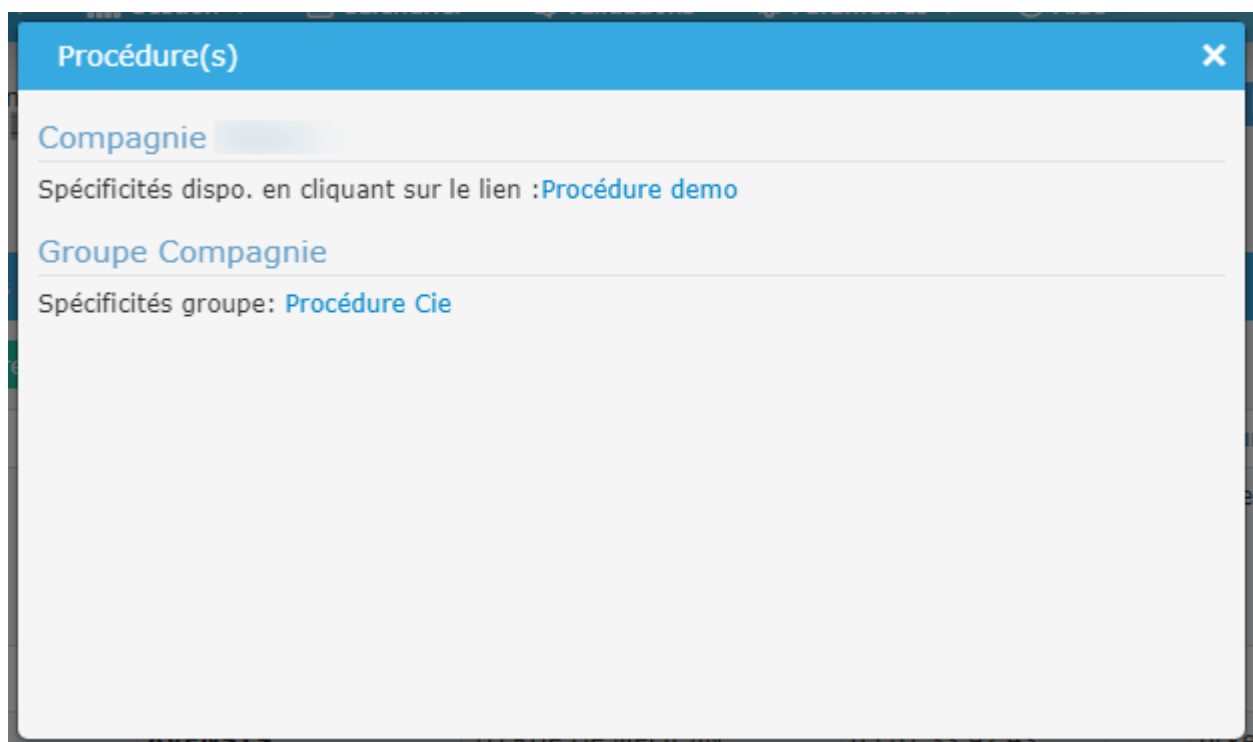 Procédure(s)
Compagnie
Spécificités dispo. en cliquant sur le lien :Procédure demo
Groupe Compagnie
Spécificités groupe: Procédure Cie